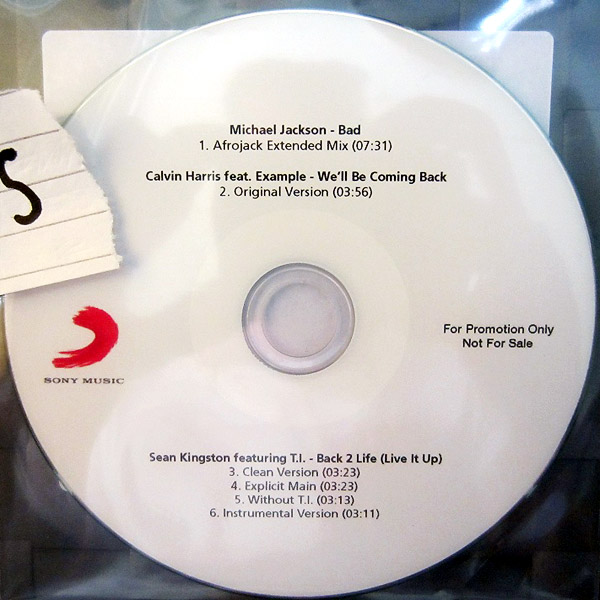 Michael Jackson - Bad
1. Afrojack Extended Mix (07:31)
Calvin Harris feat. Example - We'll Be Coming Back
2. Original Version (03:56)
S
SONY MUSIC
For Promotion Only
Not For Sale
Sean Kingston featuring T.I. - Back 2 Life (Live It Up)
3. Clean Version (03:23)
4. Explicit Main (03:23)
5. Without T.I. (03:13)
6. Instrumental Version (03:11)